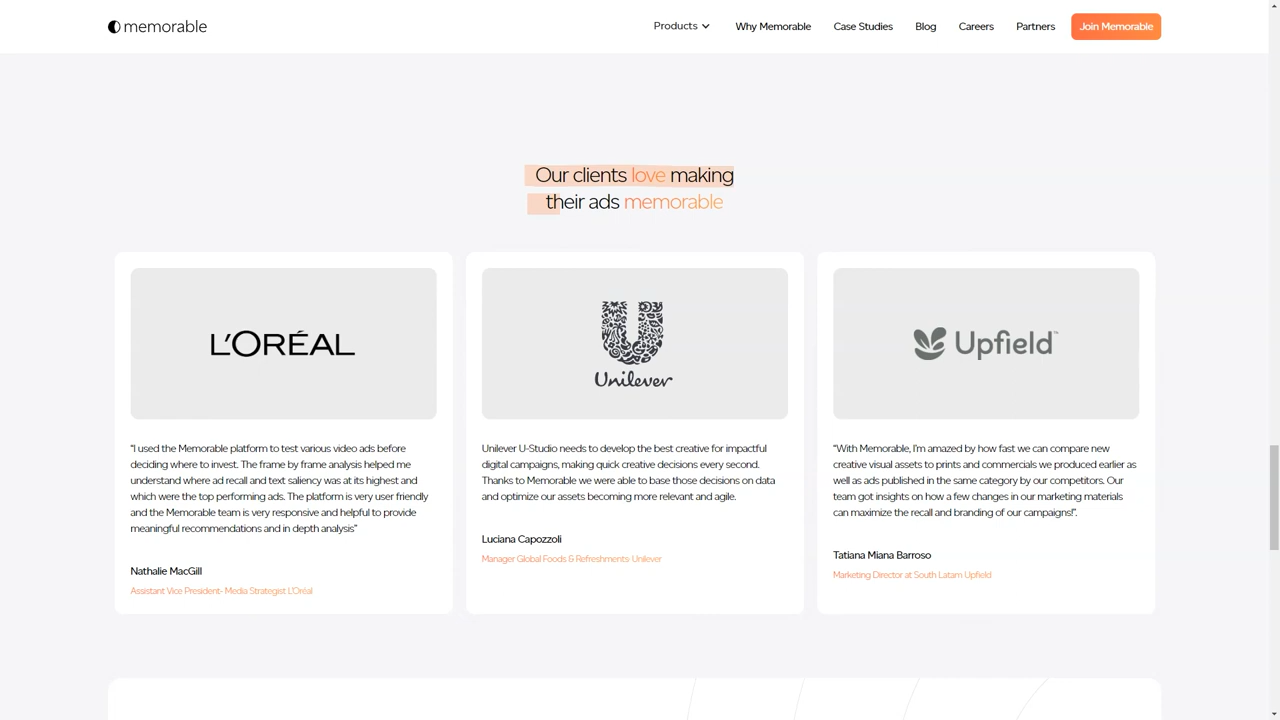 memorable
Products
Why Memorable
Case Studies
Blog
Careers
Partners
Join Memorable
Our clients love making
their ads memorable
L'ORÉAL
Unilever
Upfield™
“I used the Memorable platform to test various video ads before
deciding where to invest. The frame by frame analysis helped me
understand where ad recall and text saliency was at its highest and
which were the top performing ads. The platform is very user friendly
and the Memorable team is very responsive and helpful to provide
meaningful recommendations and in depth analysis”
Nathalie MacGill
Assistant Vice President- Media Strategist L'Oréal
Unilever U-Studio needs to develop the best creative for impactful
digital campaigns, making quick creative decisions every second.
Thanks to Memorable we were able to base those decisions on data
and optimize our assets becoming more relevant and agile.
Luciana Capozzoli
Manager Global Foods & Refreshments- Unilever
“With Memorable, I'm amazed by how fast we can compare new
creative visual assets to prints and commercials we produced earlier as
well as ads published in the same category by our competitors. Our
team got insights on how a few changes in our marketing materials
can maximize the recall and branding of our campaigns!”.
Tatiana Miana Barroso
Marketing Director at South Latam Upfield